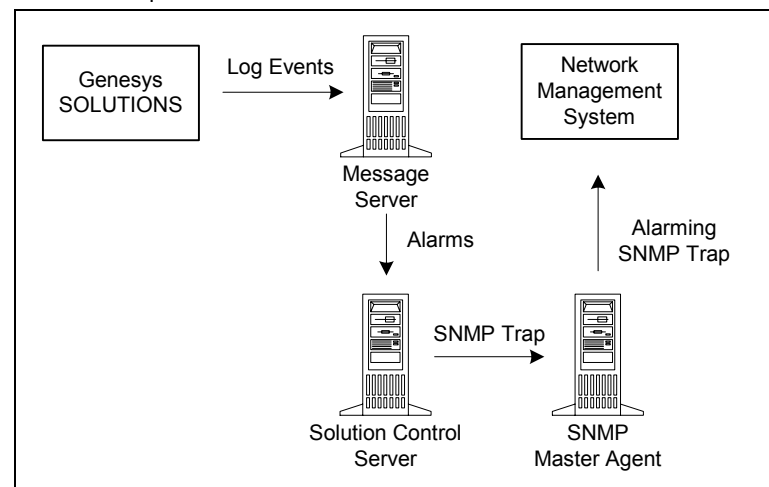 Genesys
SOLUTIONS
Log Events
Message
Server
Network
Management
System
Alarms
Alarming
SNMP Trap
SNMP Trap
Solution Control
Server
SNMP
Master Agent